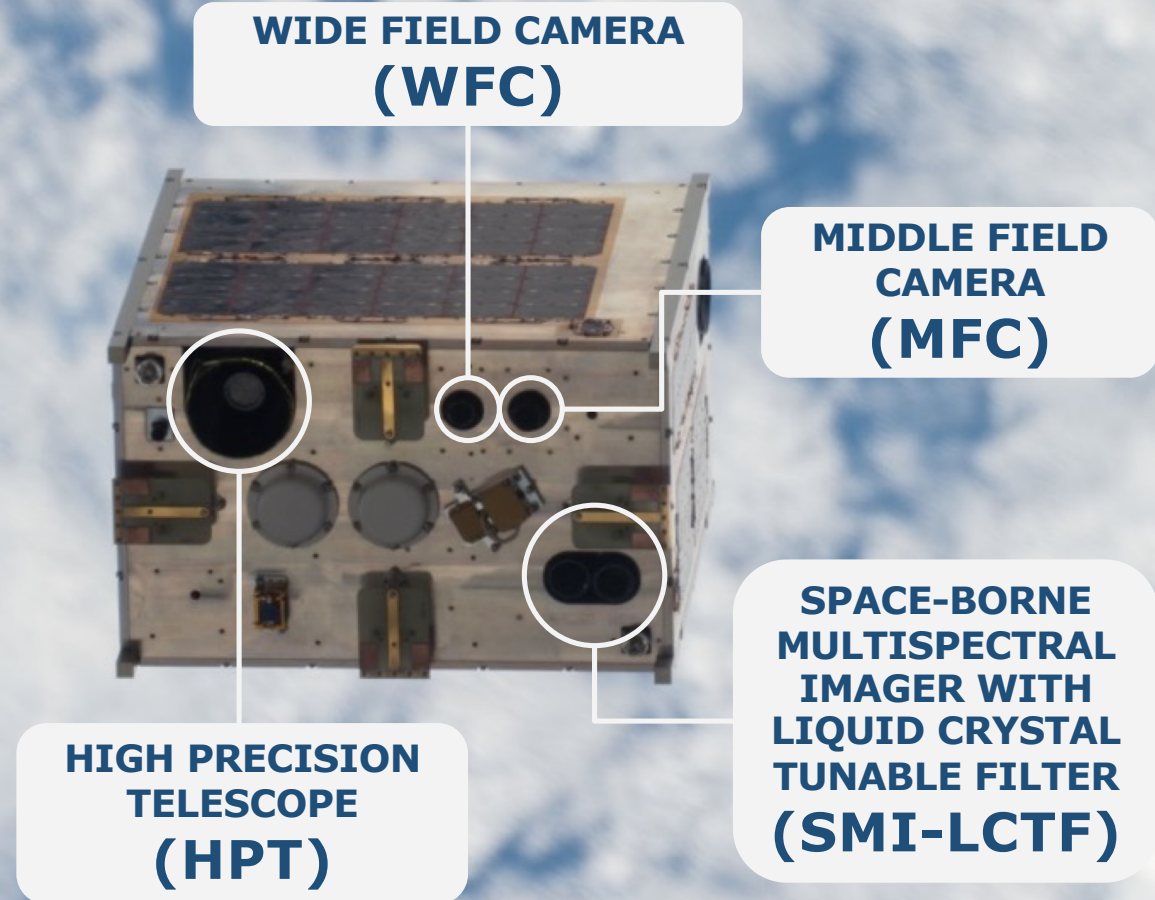 WIDE FIELD CAMERA
(WFC)
MIDDLE FIELD
CAMERA
(MFC)
SPACE-BORNE
MULTISPECTRAL
IMAGER WITH
LIQUID CRYSTAL
TUNABLE FILTER
(SMI-LCTF)
HIGH PRECISION
TELESCOPE
(HPT)